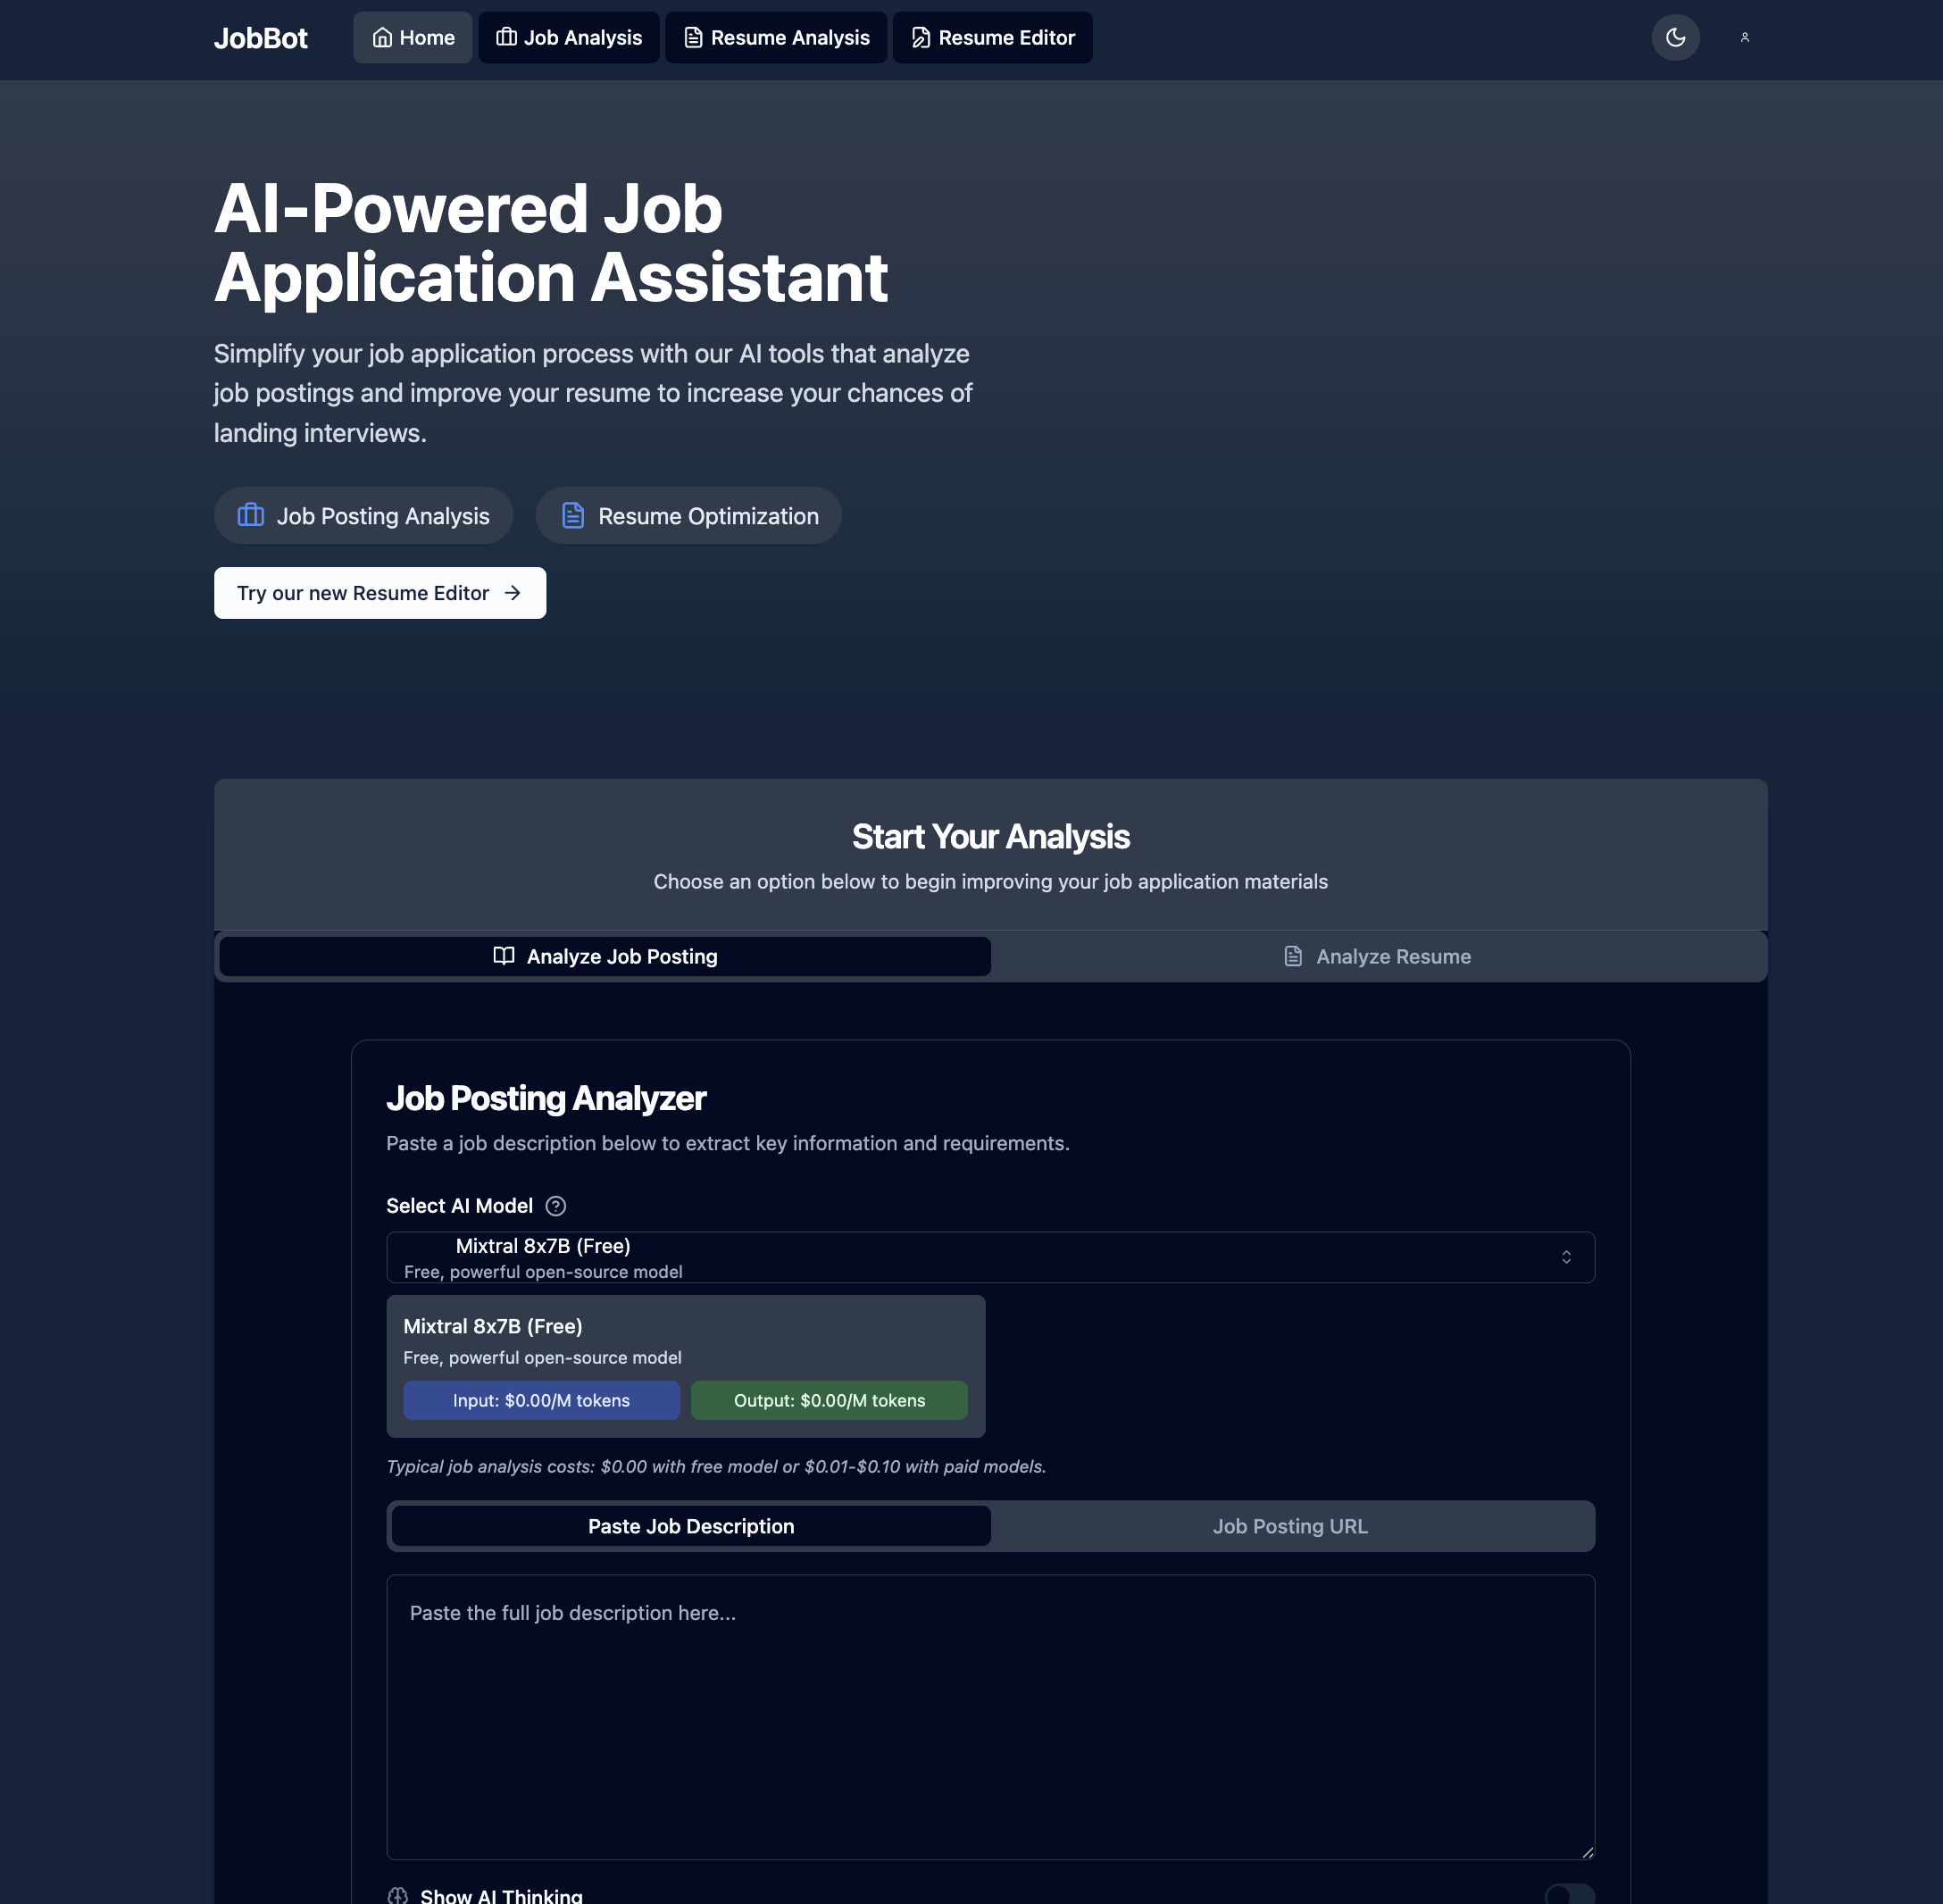 JobBot
Home
Job Analysis
Resume Analysis
Resume Editor
AI-Powered Job
Application Assistant
Simplify your job application process with our AI tools that analyze
job postings and improve your resume to increase your chances of
landing interviews.
Job Posting Analysis
Resume Optimization
Try our new Resume Editor
Start Your Analysis
Choose an option below to begin improving your job application materials
Analyze Job Posting
Analyze Resume
Job Posting Analyzer
Paste a job description below to extract key information and requirements.
Select AI Model
Mixtral 8x7B (Free)
Free, powerful open-source model
Mixtral 8x7B (Free)
Free, powerful open-source model
Input: $0.00/M tokens
Output: $0.00/M tokens
Typical job analysis costs: $0.00 with free model or $0.01-$0.10 with paid models.
Paste Job Description
Job Posting URL
Paste the full job description here...
Show AI Thinking